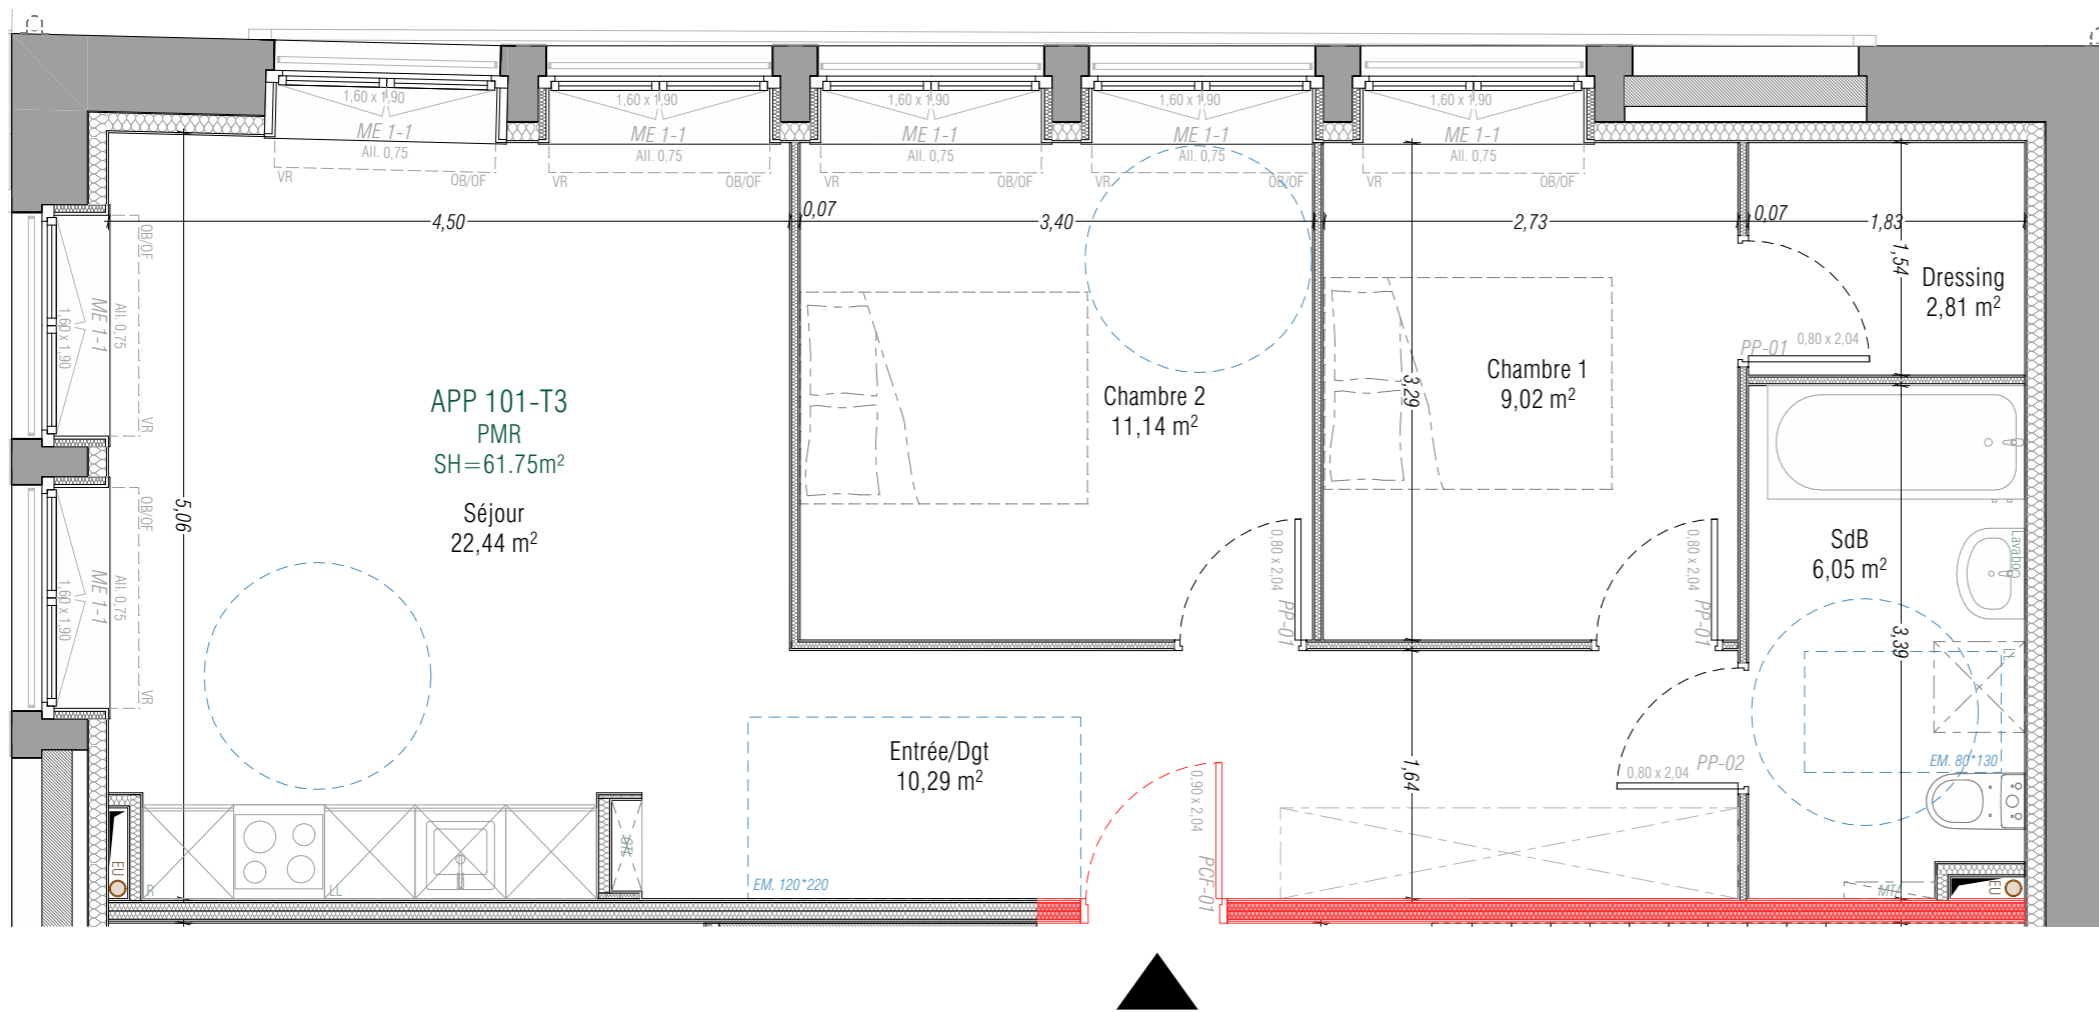 1,60 x 1,90
ME 1-1
All. 0,75
VR
OB/OF
1,60 x 1,90
ME 1-1
All. 0,75
VR
OB/OF
1,60 x 1,90
ME 1-1
All. 0,75
VR
OB/OF
1,60 x 1,90
ME 1-1
All. 0,75
VR
OB/OF
1,60 x 1,90
ME 1-1
All. 0,75
VR
OB/OF
4,50
0,07
3,40
2,73
0,07
1,83
1,54
OB/OF
All. 0,75
ME 1-1
1,60 x 1,90
VR
Dressing
2,81 m²
PP-01
0,80 x 2,04
APP 101-T3
PMR
SH=61.75m²
Séjour
22,44 m²
5,06
Chambre 2
11,14 m²
Chambre 1
9,02 m²
3,29
OB/OF
All. 0,75
ME 1-1
1,60 x 1,90
VR
0,80 x 2,04
PP-01
0,80 x 2,04
PP-01
SdB
6,05 m²
Lavabo
3,39
LL
Entrée/Dgt
10,29 m²
1,64
PP-02
0,80 x 2,04
EM. 80*130
0,90 x 2,04
PCF-01
GTL
EU
R
LL
EM. 120*220
MTA
EU